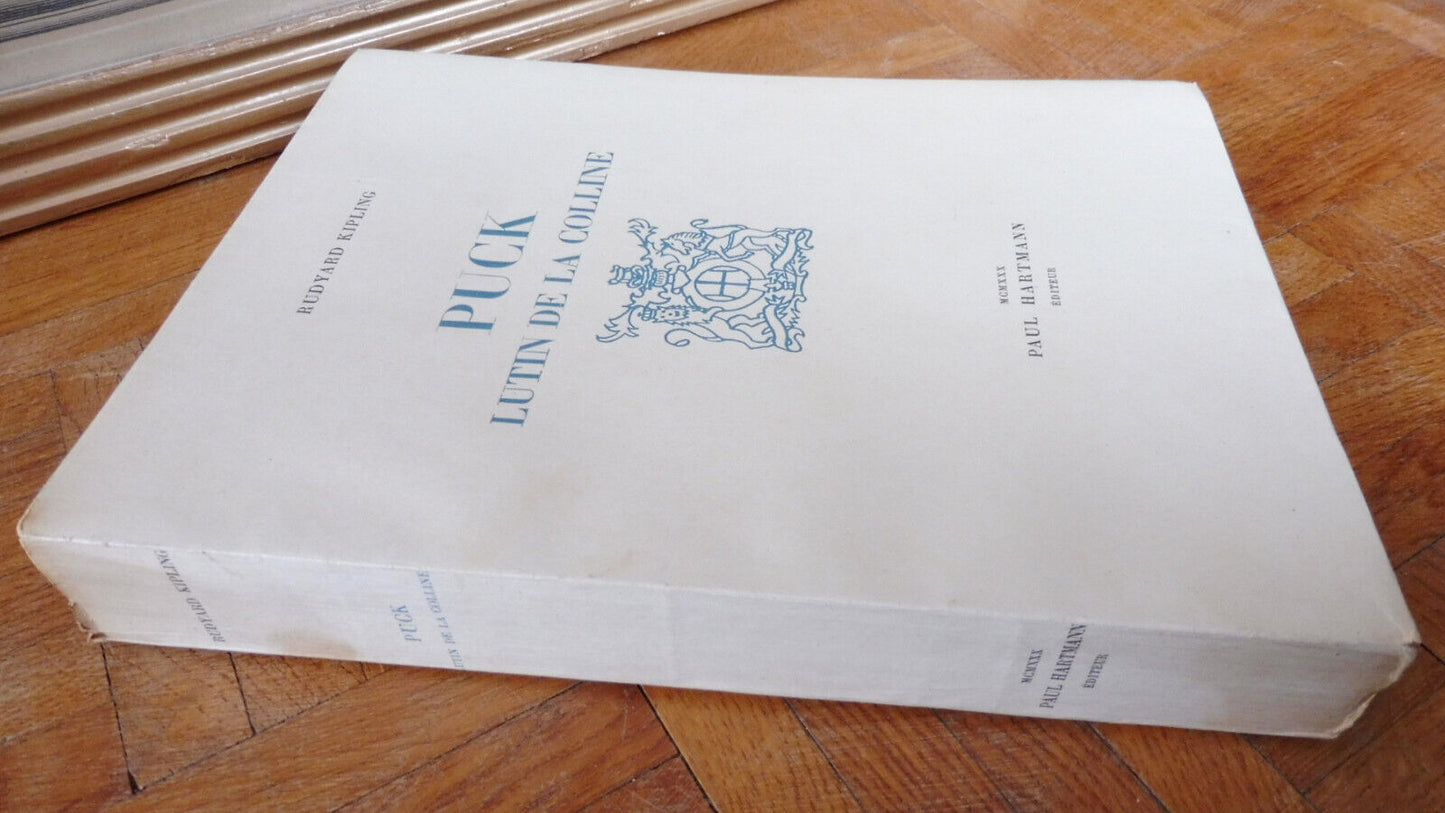 RUDYARD KIPLING
PUCK
LUTIN DE LA COLLINE
MCMXXX
PAUL HARTMANN
ÉDITEUR
RUDYARD KIPLING
PUCK
LUTIN DE LA COLLINE
MCMXXX
PAUL HARTMANN
ÉDITEUR